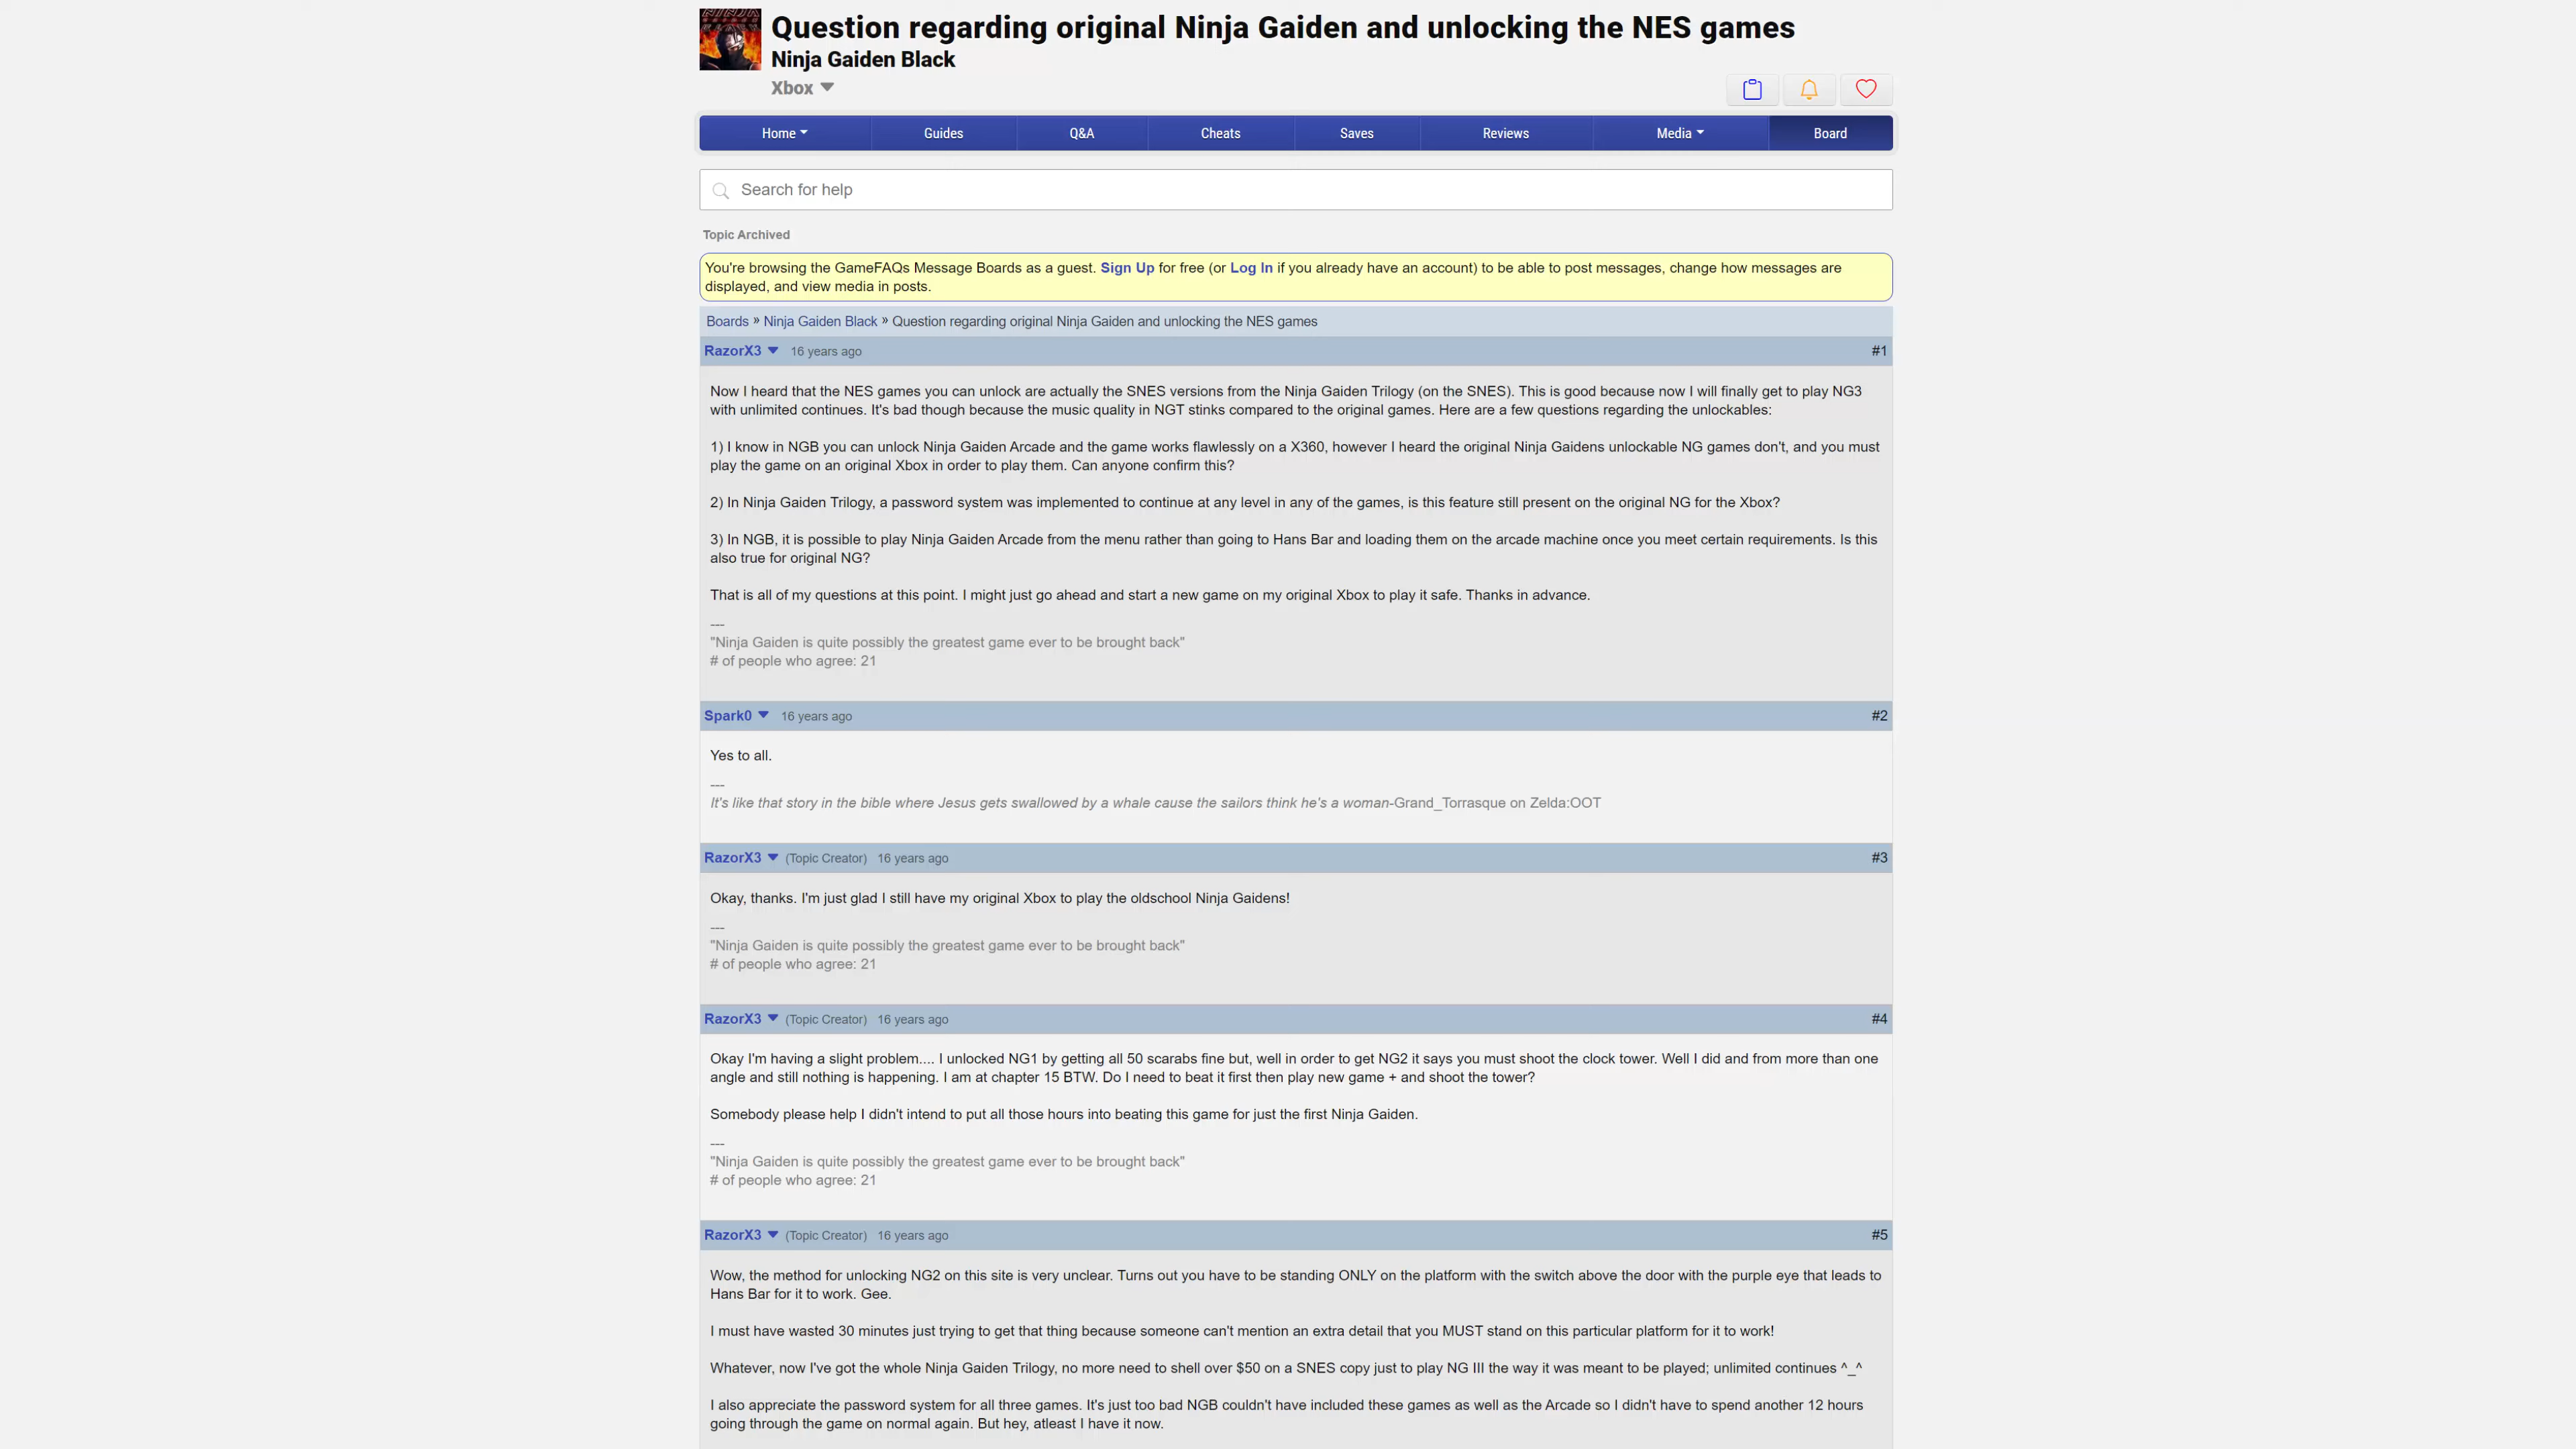 Question regarding original Ninja Gaiden and unlocking the NES games
Ninja Gaiden Black
Xbox
Home
Guides
Q&A
Cheats
Saves
Reviews
Media
Board
Search for help
Topic Archived
You're browsing the GameFAQs Message Boards as a guest. Sign Up for free (or Log In if you already have an account) to be able to post messages, change how messages are
displayed, and view media in posts.
Boards » Ninja Gaiden Black » Question regarding original Ninja Gaiden and unlocking the NES games
RazorX3 16 years ago #1
Now I heard that the NES games you can unlock are actually the SNES versions from the Ninja Gaiden Trilogy (on the SNES). This is good because now I will finally get to play NG3
with unlimited continues. It's bad though because the music quality in NGT stinks compared to the original games. Here are a few questions regarding the unlockables:
1) I know in NGB you can unlock Ninja Gaiden Arcade and the game works flawlessly on a X360, however I heard the original Ninja Gaidens unlockable NG games don't, and you must
play the game on an original Xbox in order to play them. Can anyone confirm this?
2) In Ninja Gaiden Trilogy, a password system was implemented to continue at any level in any of the games, is this feature still present on the original NG for the Xbox?
3) In NGB, it is possible to play Ninja Gaiden Arcade from the menu rather than going to Hans Bar and loading them on the arcade machine once you meet certain requirements. Is this
also true for original NG?
That is all of my questions at this point. I might just go ahead and start a new game on my original Xbox to play it safe. Thanks in advance.
---
"Ninja Gaiden is quite possibly the greatest game ever to be brought back"
# of people who agree: 21
Spark0 16 years ago #2
Yes to all.
---
It's like that story in the bible where Jesus gets swallowed by a whale cause the sailors think he's a woman-Grand_Torrasque on Zelda:OOT
RazorX3 (Topic Creator) 16 years ago #3
Okay, thanks. I'm just glad I still have my original Xbox to play the oldschool Ninja Gaidens!
---
"Ninja Gaiden is quite possibly the greatest game ever to be brought back"
# of people who agree: 21
RazorX3 (Topic Creator) 16 years ago #4
Okay I'm having a slight problem.... I unlocked NG1 by getting all 50 scarabs fine but, well in order to get NG2 it says you must shoot the clock tower. Well I did and from more than one
angle and still nothing is happening. I am at chapter 15 BTW. Do I need to beat it first then play new game + and shoot the tower?
Somebody please help I didn't intend to put all those hours into beating this game for just the first Ninja Gaiden.
---
"Ninja Gaiden is quite possibly the greatest game ever to be brought back"
# of people who agree: 21
RazorX3 (Topic Creator) 16 years ago #5
Wow, the method for unlocking NG2 on this site is very unclear. Turns out you have to be standing ONLY on the platform with the switch above the door with the purple eye that leads to
Hans Bar for it to work. Gee.
I must have wasted 30 minutes just trying to get that thing because someone can't mention an extra detail that you MUST stand on this particular platform for it to work!
Whatever, now I've got the whole Ninja Gaiden Trilogy, no more need to shell over $50 on a SNES copy just to play NG III the way it was meant to be played; unlimited continues ^_^
I also appreciate the password system for all three games. It's just too bad NGB couldn't have included these games as well as the Arcade so I didn't have to spend another 12 hours
going through the game on normal again. But hey, atleast I have it now.